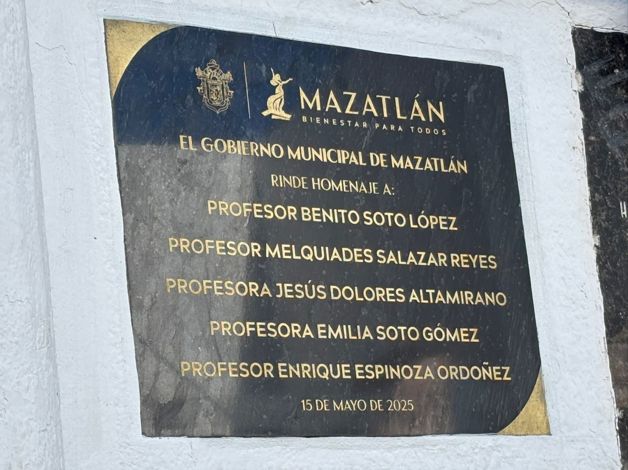 MAZATLÁN
BIENESTAR PARA TODOS
EL GOBIERNO MUNICIPAL DE MAZATLÁN
RINDE HOMENAJE A:
PROFESOR BENITO SOTO LÓPEZ
PROFESOR MELQUIADES SALAZAR REYES
PROFESORA JESÚS DOLORES ALTAMIRANO
PROFESORA EMILIA SOTO GÓMEZ
PROFESOR ENRIQUE ESPINOZA ORDOÑEZ
15 DE MAYO DE 2025